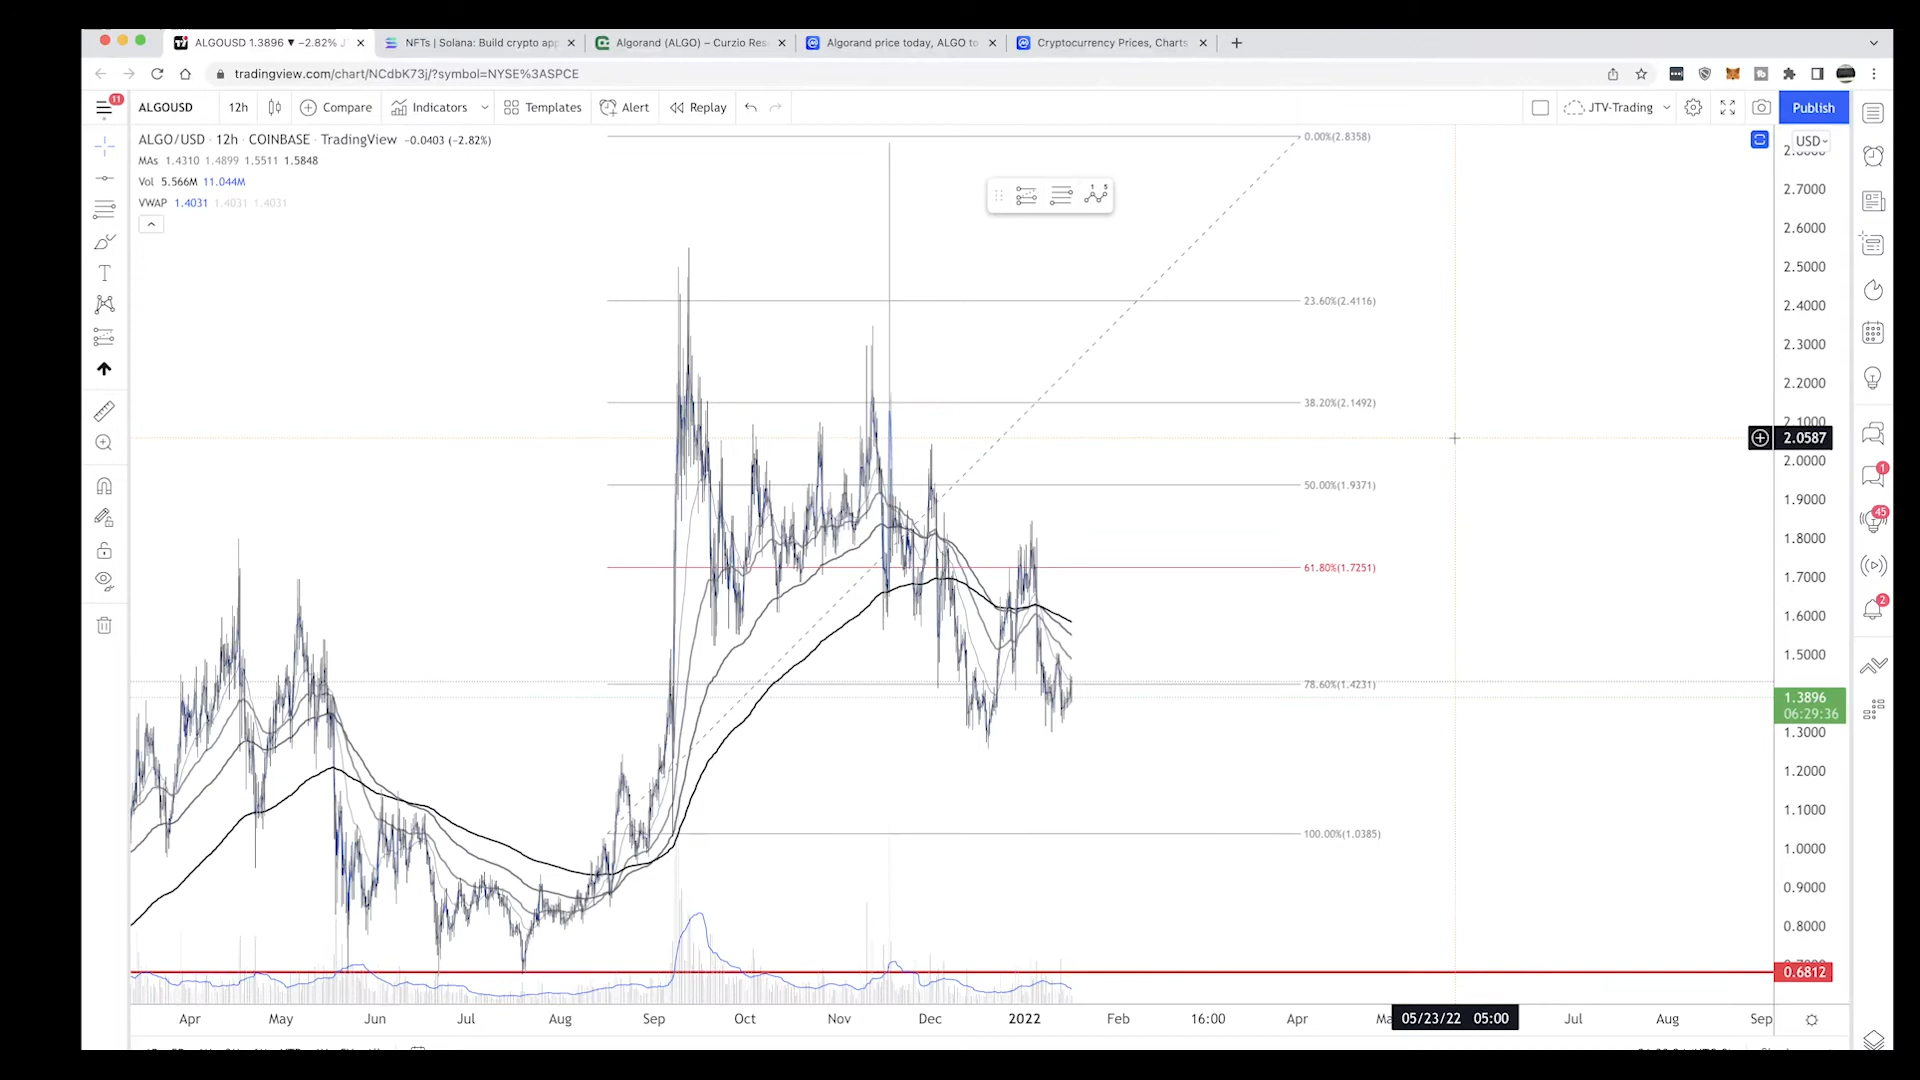 ALGOUSD 1.3896 ▼ −2.82%
NFTs | Solana: Build crypto app
Algorand (ALGO) – Curzio Res
Algorand price today, ALGO to
Cryptocurrency Prices, Charts
tradingview.com/chart/NCdbK73j/?symbol=NYSE%3ASPCE
11
ALGOUSD
12h
Compare
Indicators
Templates
Alert
Replay
JTV-Trading
Publish
ALGO/USD · 12h · COINBASE · TradingView −0.0403 (−2.82%)
MAs 1.4310 1.4899 1.5511 1.5848
Vol 5.566M 11.044M
VWAP 1.4031 1.4031 1.4031
0.00%(2.8358)
23.60%(2.4116)
38.20%(2.1492)
50.00%(1.9371)
61.80%(1.7251)
78.60%(1.4231)
100.00%(1.0385)
USD
2.7000
2.6000
2.5000
2.4000
2.3000
2.2000
2.1000
2.0587
2.0000
1.9000
1.8000
1.7000
1.6000
1.5000
1.3896
06:29:36
1.3000
1.2000
1.1000
1.0000
0.9000
0.8000
0.6812
1
45
2
Apr
May
Jun
Jul
Aug
Sep
Oct
Nov
Dec
2022
Feb
16:00
Apr
05/23/22 05:00
Jul
Aug
Sep